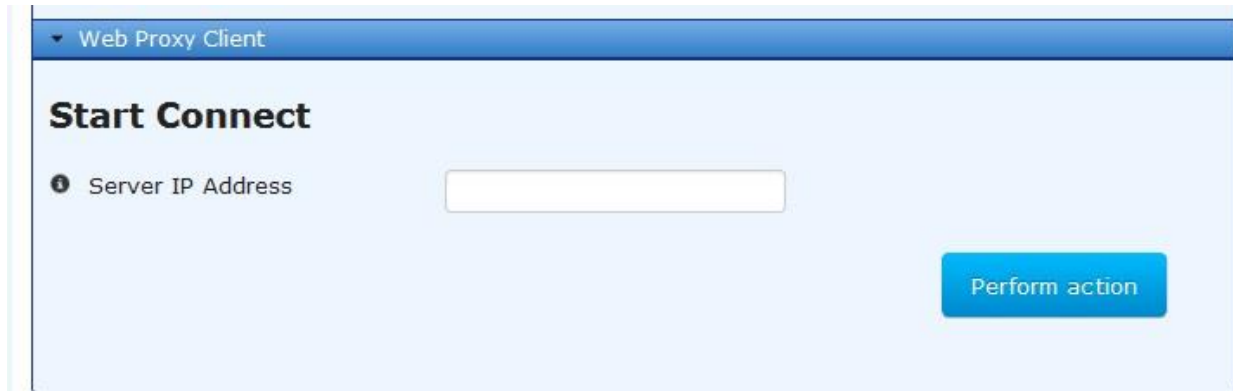 Web Proxy Client
Start Connect
Server IP Address
Perform action